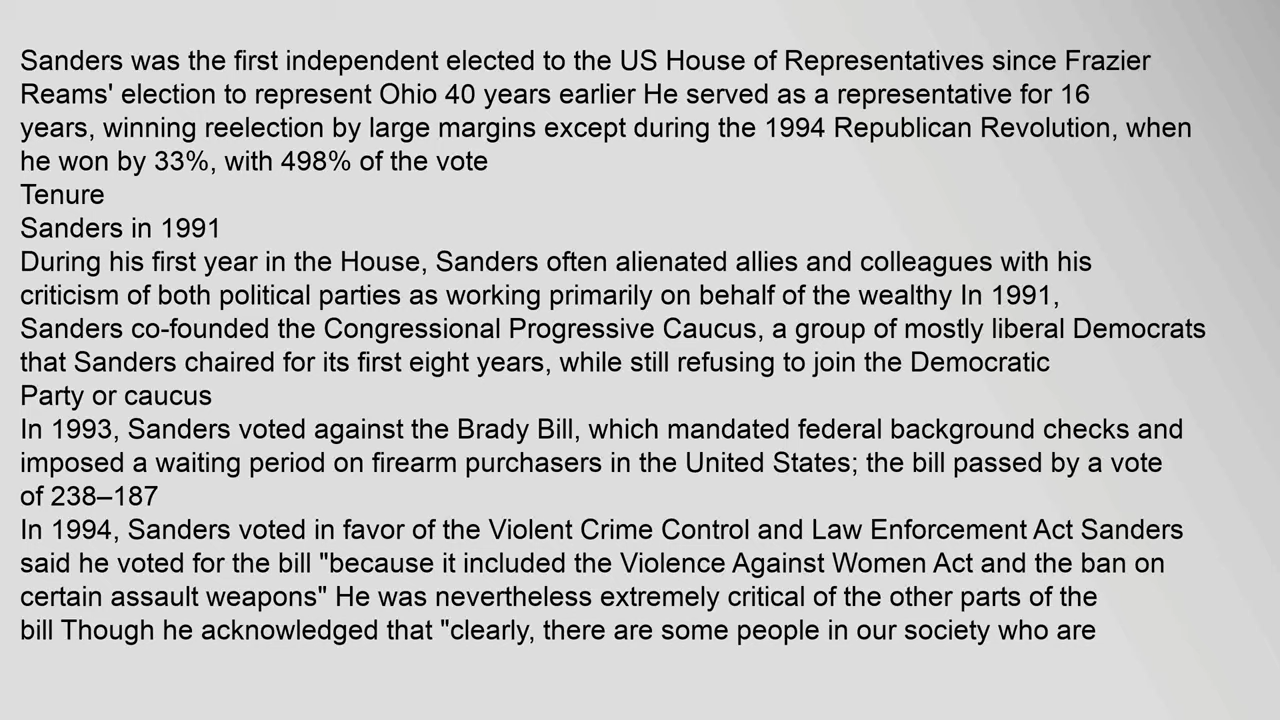 Sanders was the first independent elected to the US House of Representatives since Frazier
Reams' election to represent Ohio 40 years earlier He served as a representative for 16
years, winning reelection by large margins except during the 1994 Republican Revolution, when
he won by 33%, with 498% of the vote
Tenure
Sanders in 1991
During his first year in the House, Sanders often alienated allies and colleagues with his
criticism of both political parties as working primarily on behalf of the wealthy In 1991,
Sanders co-founded the Congressional Progressive Caucus, a group of mostly liberal Democrats
that Sanders chaired for its first eight years, while still refusing to join the Democratic
Party or caucus
In 1993, Sanders voted against the Brady Bill, which mandated federal background checks and
imposed a waiting period on firearm purchasers in the United States; the bill passed by a vote
of 238–187
In 1994, Sanders voted in favor of the Violent Crime Control and Law Enforcement Act Sanders
said he voted for the bill "because it included the Violence Against Women Act and the ban on
certain assault weapons" He was nevertheless extremely critical of the other parts of the
bill Though he acknowledged that "clearly, there are some people in our society who are